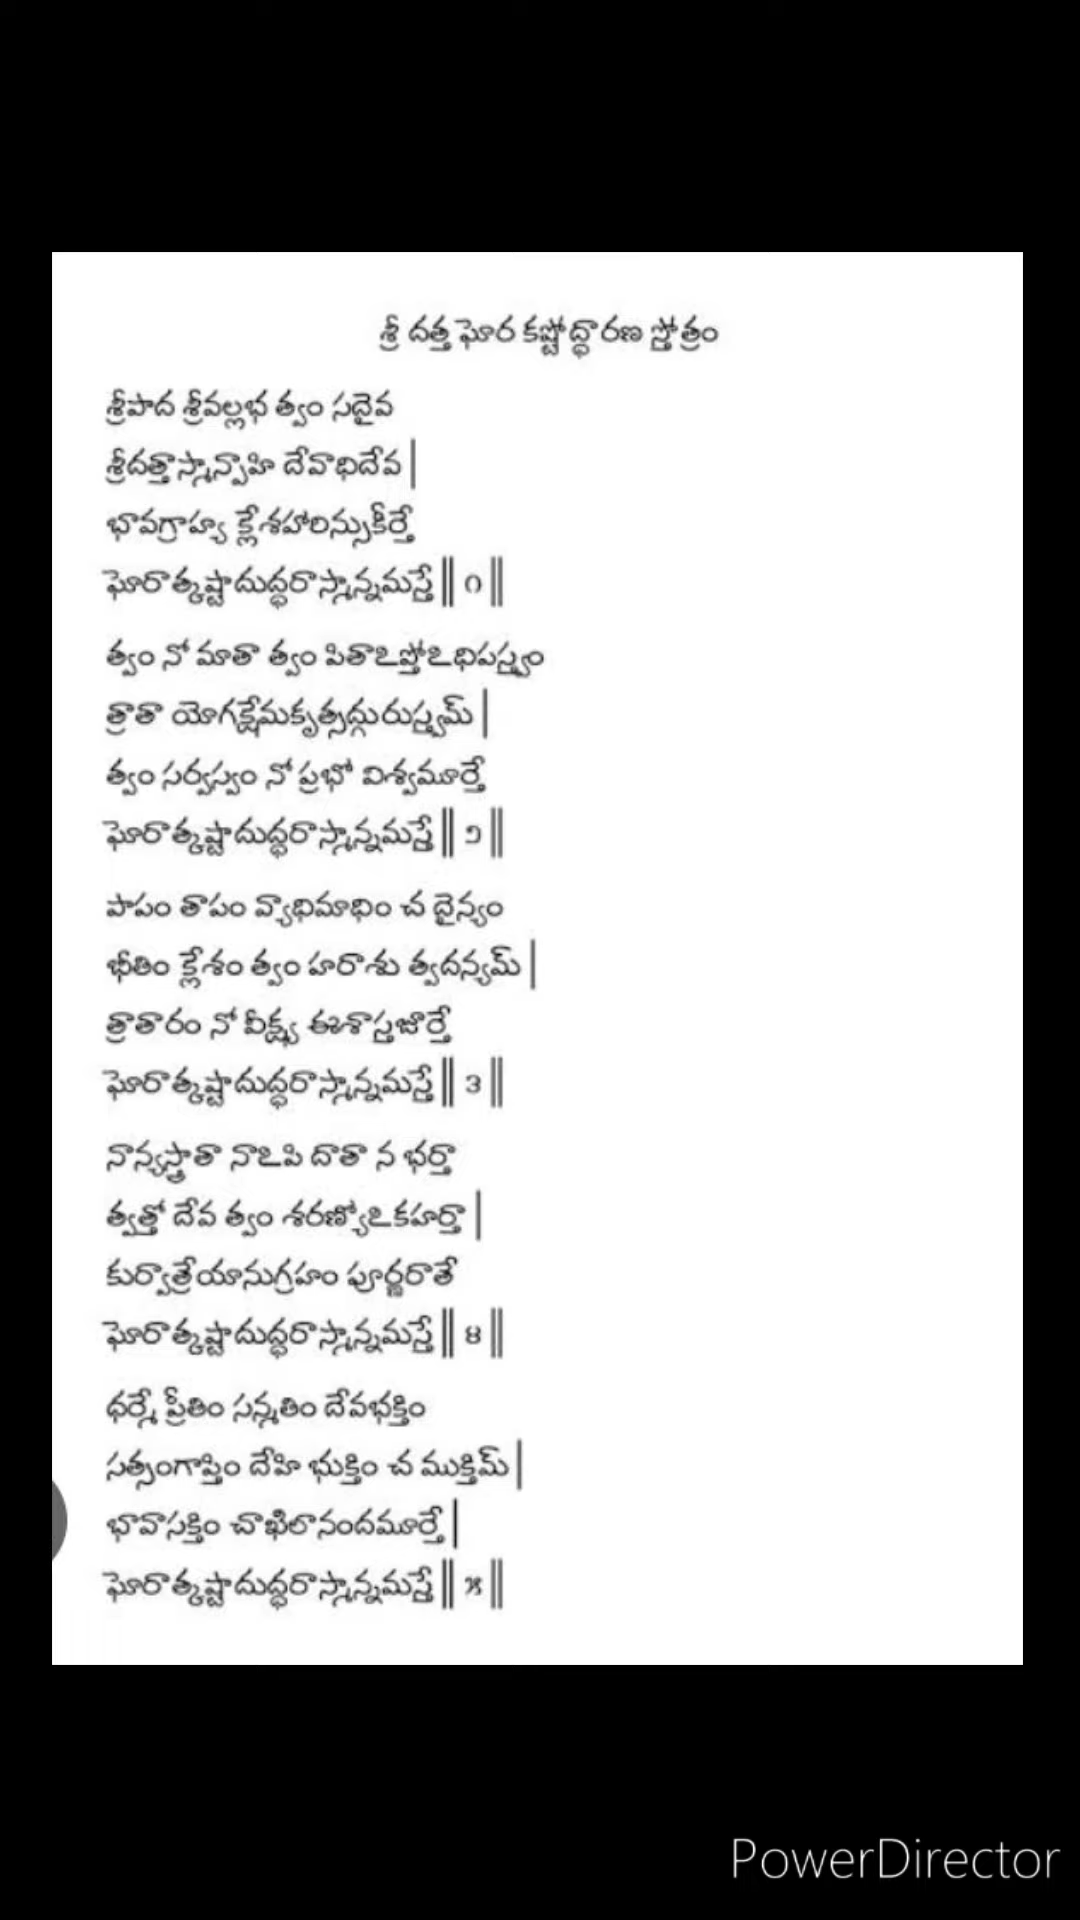 శ్రీ దత్త ఘోర కష్టోద్ధారణ స్తోత్రం
శ్రీపాద శ్రీవల్లభ త్వం సదైవ
శ్రీదత్తాస్మాన్పాహి దేవాధిదేవ |
భావగ్రాహ్య క్లేశహారిన్సుకీర్తే
ఘోరాత్కష్టాదుద్ధరాస్మాన్నమస్తే || ౧ ||
త్వం నో మాతా త్వం పితాఽప్తోఽధిపస్త్వం
త్రాతా యోగక్షేమకృత్సద్గురుస్త్వమ్ |
త్వం సర్వస్వం నో ప్రభో విశ్వమూర్తే
ఘోరాత్కష్టాదుద్ధరాస్మాన్నమస్తే || ౨ ||
పాపం తాపం వ్యాధిమాధిం చ దైన్యం
భీతిం క్లేశం త్వం హరాశు త్వదన్యమ్ |
త్రాతారం నో వీక్ష్య ఈశాస్తజూర్తే
ఘోరాత్కష్టాదుద్ధరాస్మాన్నమస్తే || ౩ ||
నాన్యస్త్రాతా నాఽపి దాతా న భర్తా
త్వత్తో దేవ త్వం శరణ్యోఽకహర్తా |
కుర్వాత్రేయానుగ్రహం పూర్ణరాతే
ఘోరాత్కష్టాదుద్ధరాస్మాన్నమస్తే || ౪ ||
ధర్మే ప్రీతిం సన్మతిం దేవభక్తిం
సత్సంగాప్తిం దేహి భుక్తిం చ ముక్తిమ్ |
భావాసక్తిం చాఖిలానందమూర్తే |
ఘోరాత్కష్టాదుద్ధరాస్మాన్నమస్తే || ౫ ||
PowerDirector